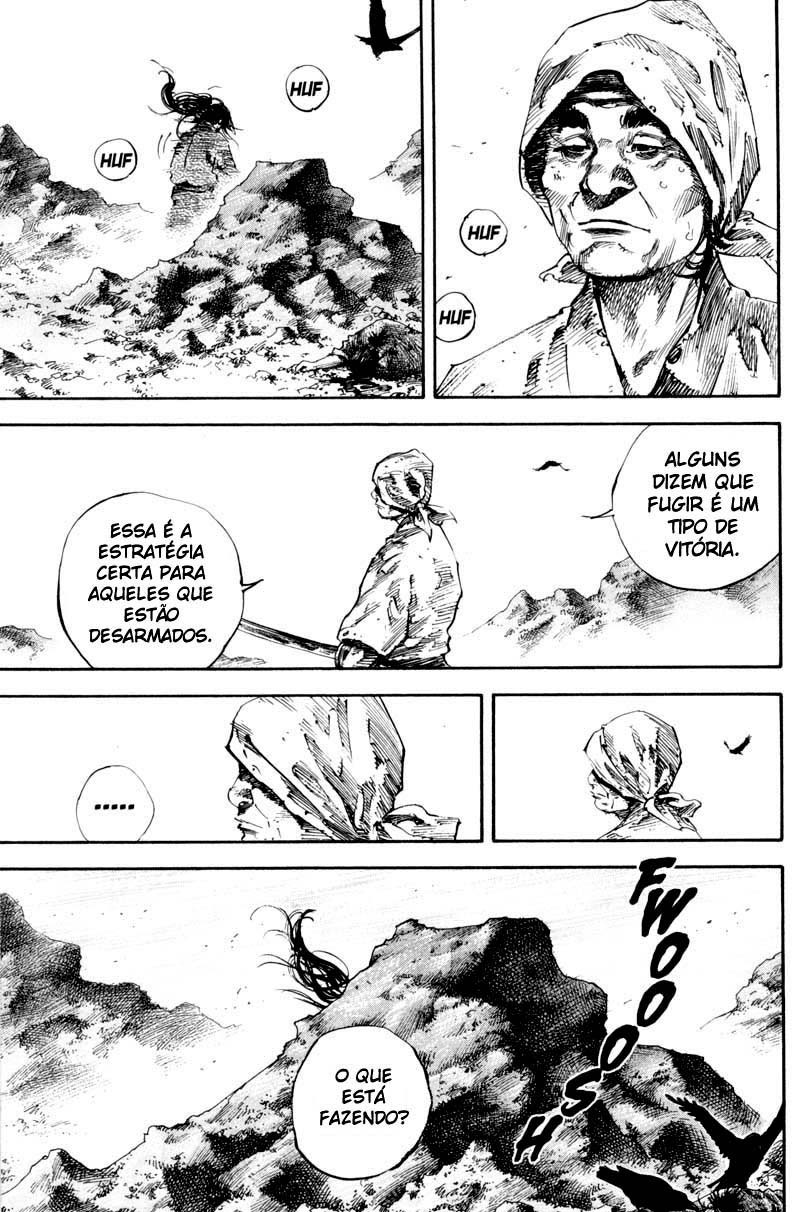 HUF
HUF
HUF
HUF
ALGUNS
DIZEM QUE
FUGIR É UM
TIPO DE
VITÓRIA.
ESSA É A
ESTRATÉGIA
CERTA PARA
AQUELES QUE
ESTÃO
DESARMADOS.
.....
FWOOOOSH
O QUE
ESTÁ
FAZENDO?